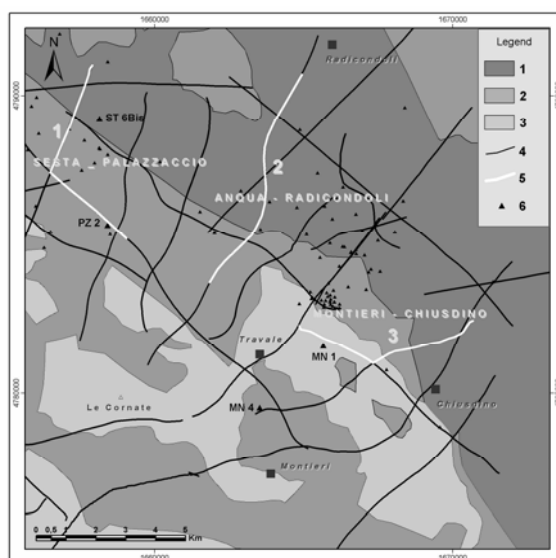 1660000
1670000
N
Radicondoli
Legend
1
2
3
4
5
6
4790000
4790000
ST 6Bis
1
SESTA _ PALAZZACCIO
2
ANQUA - RADICONDOLI
PZ 2
MONTIERI - CHIUSDINO
3
Travale
MN 1
4780000
4780000
Le Cornate
Chiusdino
MN 4
Montieri
0 0,5 1 2 3 4 5
Km
1660000
1670000